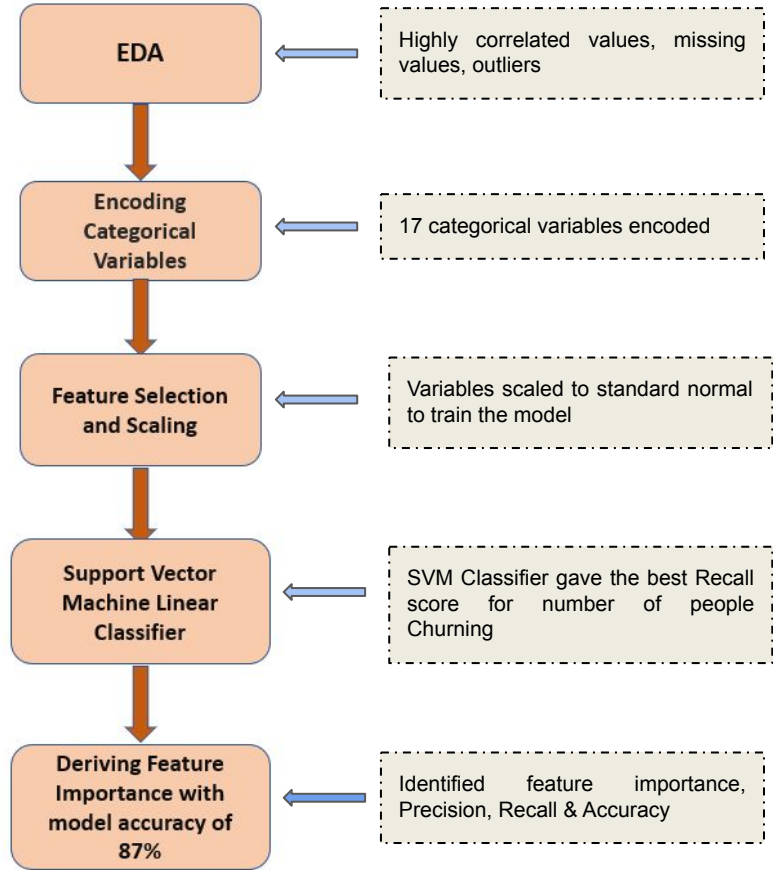 EDA
Highly correlated values, missing
values, outliers
Encoding
Categorical
Variables
17 categorical variables encoded
Feature Selection
and Scaling
Variables scaled to standard normal
to train the model
Support Vector
Machine Linear
Classifier
SVM Classifier gave the best Recall
score for number of people
Churning
Deriving Feature
Importance with
model accuracy of
87%
Identified feature importance,
Precision, Recall & Accuracy